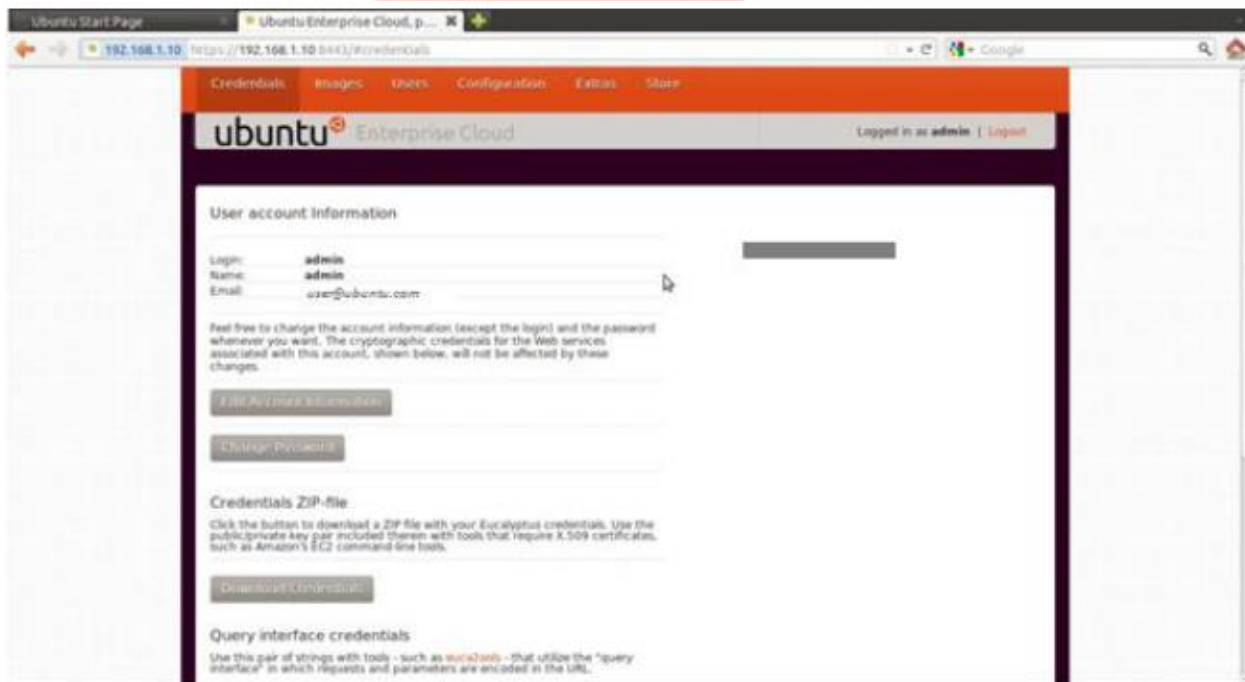 Ubuntu Start Page
Ubuntu Enterprise Cloud, p...
192.168.1.10 https://192.168.1.10:8443/#credentials
Google
Credentials Images Users Configuration Extras Store
ubuntu Enterprise Cloud
Logged in as admin | Logout
User account Information
Login: admin
Name: admin
Email: user@ubuntu.com
Feel free to change the account information (except the login) and the password
whenever you want. The cryptographic credentials for the Web services
associated with this account, shown below, will not be affected by these
changes.
Edit Account Information
Change Password
Credentials ZIP-file
Click the button to download a ZIP file with your Eucalyptus credentials. Use the
public/private key pair included therein with tools that require X.509 certificates,
such as Amazon's EC2 command-line tools.
Download Credentials
Query interface credentials
Use this pair of strings with tools - such as euca2ools - that utilize the "query
interface" in which requests and parameters are encoded in the URL.